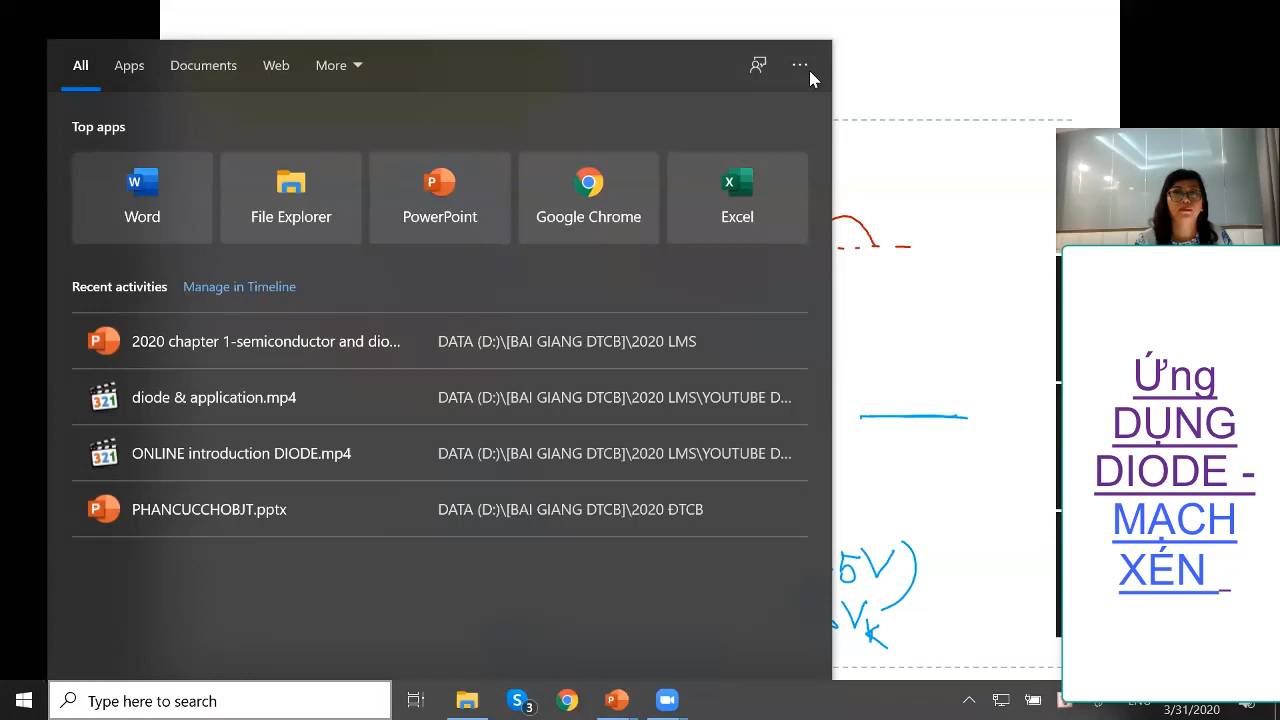 All Apps Documents Web More
Top apps
Word File Explorer PowerPoint Google Chrome Excel
Recent activities Manage in Timeline
2020 chapter 1-semiconductor and dio... DATA (D:)\[BAI GIANG DTCB]\2020 LMS
diode & application.mp4 DATA (D:)\[BAI GIANG DTCB]\2020 LMS\YOUTUBE D...
ONLINE introduction DIODE.mp4 DATA (D:)\[BAI GIANG DTCB]\2020 LMS\YOUTUBE D...
PHANCUCCHOBJT.pptx DATA (D:)\[BAI GIANG DTCB]\2020 ĐTCB
5V)
Vk
Ứng
DỤNG
DIODE -
MẠCH
XÉN _
Type here to search
3
3/31/2020